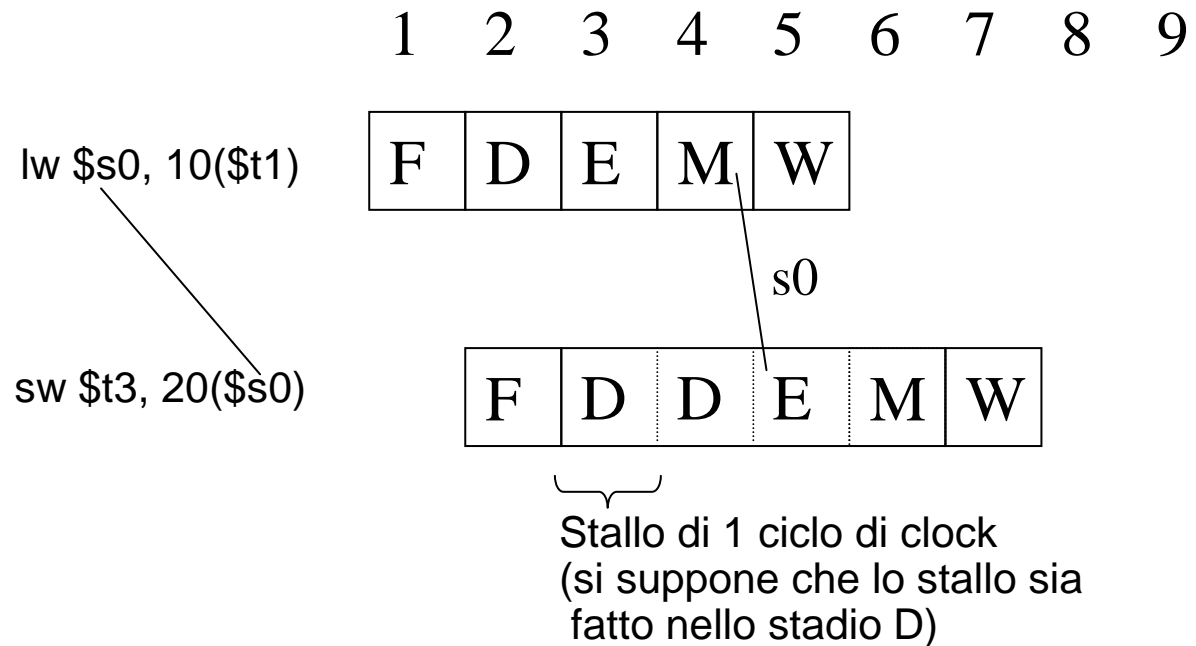 1 2 3 4 5 6 7 8 9
lw $s0, 10($t1)
F D E M W
s0
sw $t3, 20($s0)
F D D E M W
Stallo di 1 ciclo di clock
(si suppone che lo stallo sia
fatto nello stadio D)